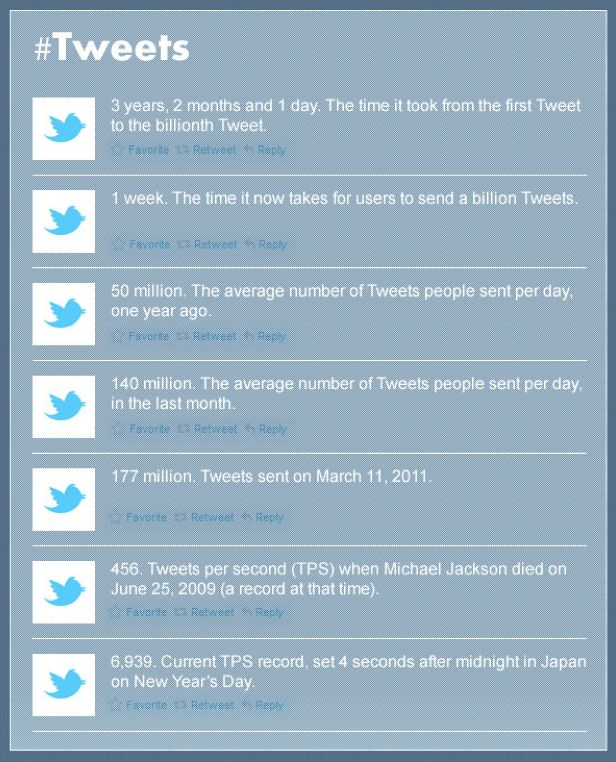 #Tweets
3 years, 2 months and 1 day. The time it took from the first Tweet
to the billionth Tweet.
Favorite Retweet Reply
1 week. The time it now takes for users to send a billion Tweets.
Favorite Retweet Reply
50 million. The average number of Tweets people sent per day,
one year ago.
Favorite Retweet Reply
140 million. The average number of Tweets people sent per day,
in the last month.
Favorite Retweet Reply
177 million. Tweets sent on March 11, 2011.
Favorite Retweet Reply
456. Tweets per second (TPS) when Michael Jackson died on
June 25, 2009 (a record at that time).
Favorite Retweet Reply
6,939. Current TPS record, set 4 seconds after midnight in Japan
on New Year's Day.
Favorite Retweet Reply